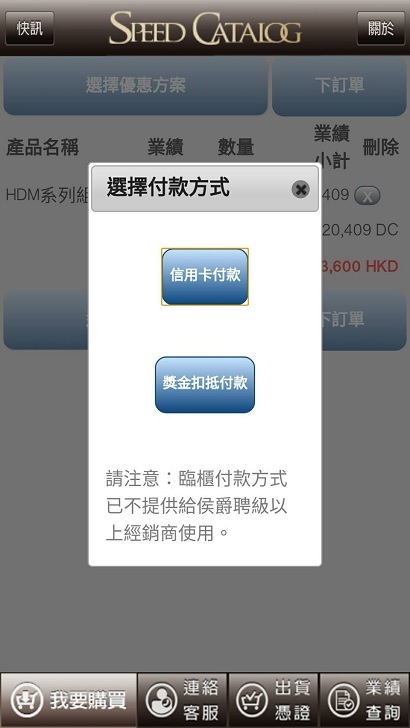 快訊
SPEED CATALOG
關於
選擇優惠方案
下訂單
產品名稱
業績
數量
業績
小計
刪除
HDM系列組
409
X
20,409 DC
3,600 HKD
下訂單
選擇付款方式
信用卡付款
獎金扣抵付款
請注意：臨櫃付款方式
已不提供給侯爵聘級以
上經銷商使用。
我要購買
連絡
客服
出貨
憑證
業績
查詢